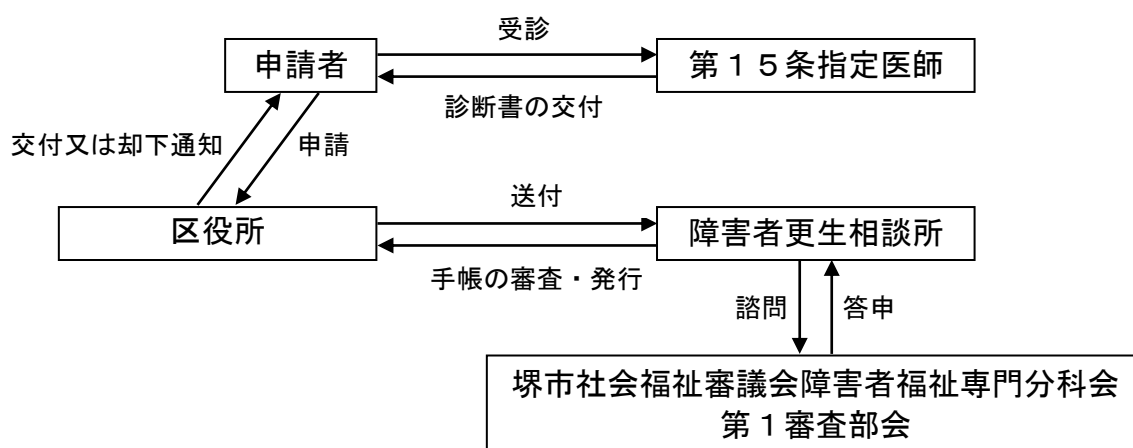 受診
申請者
第１５条指定医師
診断書の交付
交付又は却下通知
申請
送付
区役所
障害者更生相談所
手帳の審査・発行
諮問
答申
堺市社会福祉審議会障害者福祉専門分科会
第１審査部会